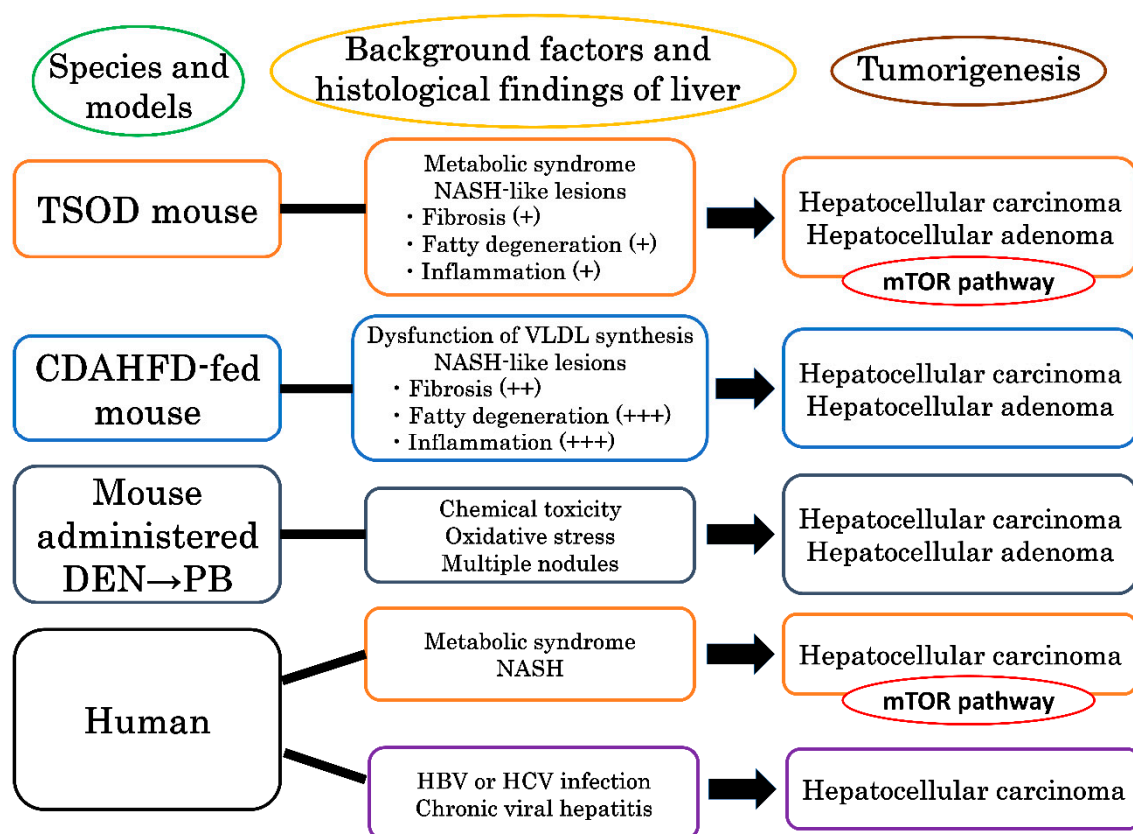 Species and
models
Background factors and
histological findings of liver
Tumorigenesis
TSOD mouse
Metabolic syndrome
NASH-like lesions
・Fibrosis (+)
・Fatty degeneration (+)
・Inflammation (+)
Hepatocellular carcinoma
Hepatocellular adenoma
mTOR pathway
CDAHFD-fed
mouse
Dysfunction of VLDL synthesis
NASH-like lesions
・Fibrosis (++)
・Fatty degeneration (+++)
・Inflammation (+++)
Hepatocellular carcinoma
Hepatocellular adenoma
Mouse
administered
DEN→PB
Chemical toxicity
Oxidative stress
Multiple nodules
Hepatocellular carcinoma
Hepatocellular adenoma
Human
Metabolic syndrome
NASH
Hepatocellular carcinoma
mTOR pathway
HBV or HCV infection
Chronic viral hepatitis
Hepatocellular carcinoma